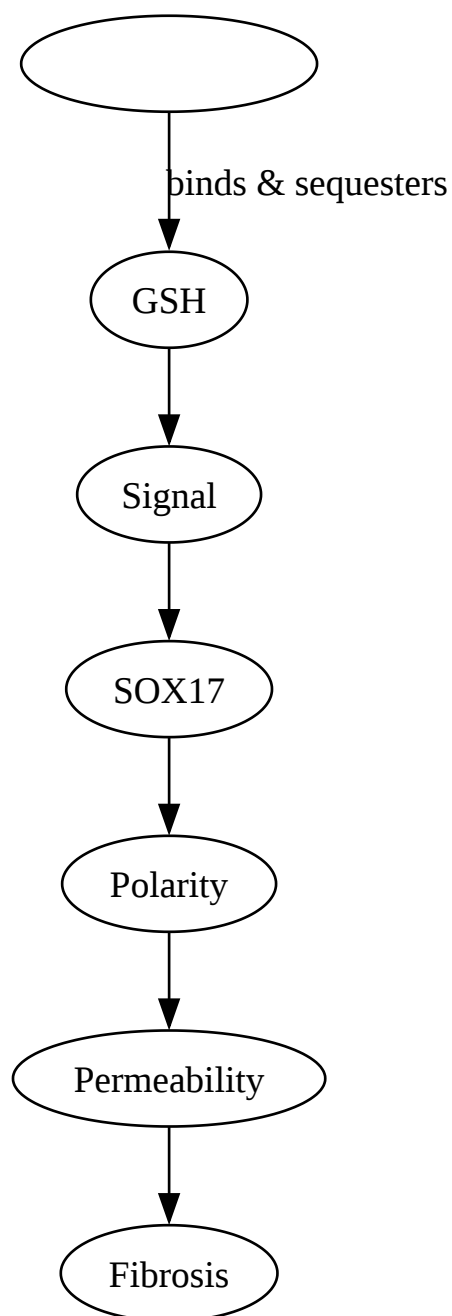 binds & sequesters
GSH
Signal
SOX17
Polarity
Permeability
Fibrosis